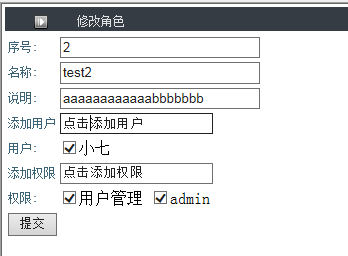 修改角色
序号: 2
名称: test2
说明: aaaaaaaaaaaabbbbbbb
添加用户 点击添加用户
用户: 小七
添加权限 点击添加权限
权限: 用户管理 admin
提交